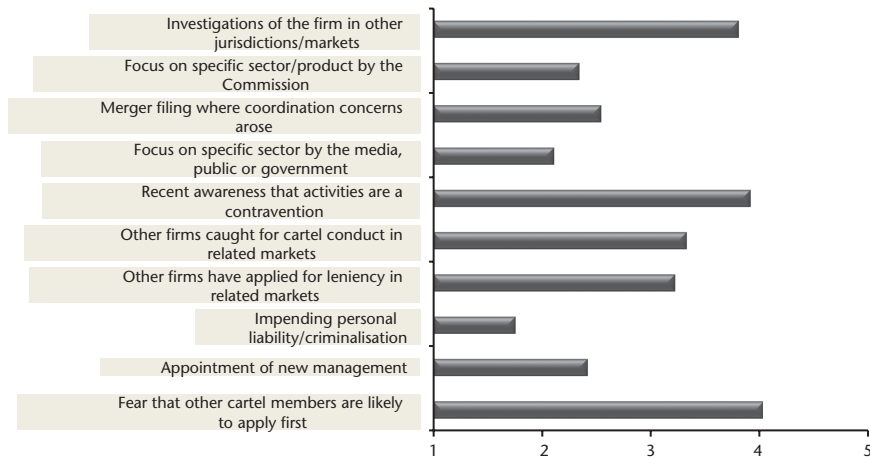 Investigations of the firm in other
jurisdictions/markets
Focus on specific sector/product by the
Commission
Merger filing where coordination concerns
arose
Focus on specific sector by the media,
public or government
Recent awareness that activities are a
contravention
Other firms caught for cartel conduct in
related markets
Other firms have applied for leniency in
related markets
Impending personal
liability/criminalisation
Appointment of new management
Fear that other cartel members are likely
to apply first
1 2 3 4 5